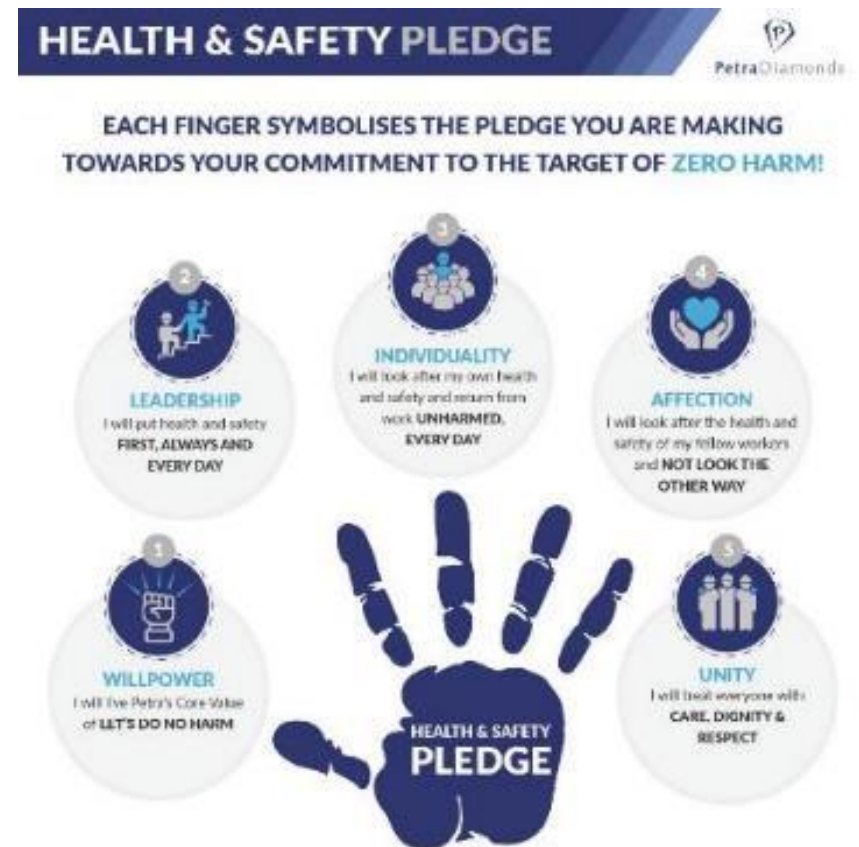 HEALTH & SAFETY PLEDGE
PetraDiamonds
EACH FINGER SYMBOLISES THE PLEDGE YOU ARE MAKING
TOWARDS YOUR COMMITMENT TO THE TARGET OF ZERO HARM!
1
WILLPOWER
I will live Petra's Core Value
of LET'S DO NO HARM
2
LEADERSHIP
I will put health and safety
FIRST, ALWAYS AND
EVERY DAY
3
INDIVIDUALITY
I will look after my own health
and safety and return from
work UNHARMED,
EVERY DAY
4
AFFECTION
I will look after the health and
safety of my fellow workers
and NOT LOOK THE
OTHER WAY
5
UNITY
I will treat everyone with
CARE, DIGNITY &
RESPECT
HEALTH & SAFETY
PLEDGE